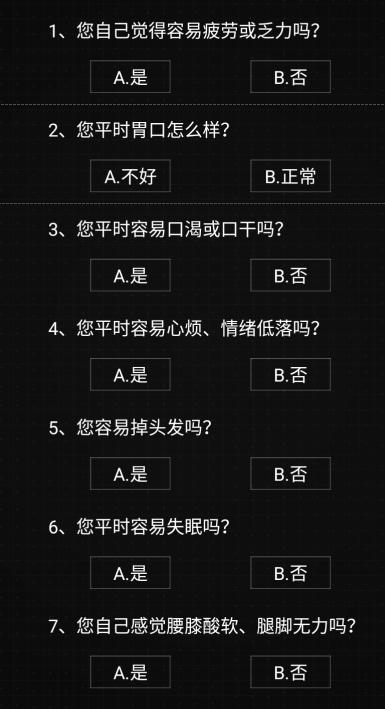 1、您自己觉得容易疲劳或乏力吗?
A.是 B.否
2、您平时胃口怎么样?
A.不好 B.正常
3、您平时容易口渴或口干吗?
A.是 B.否
4、您平时容易心烦、情绪低落吗?
A.是 B.否
5、您容易掉头发吗?
A.是 B.否
6、您平时容易失眠吗?
A.是 B.否
7、您自己感觉腰膝酸软、腿脚无力吗?
A.是 B.否